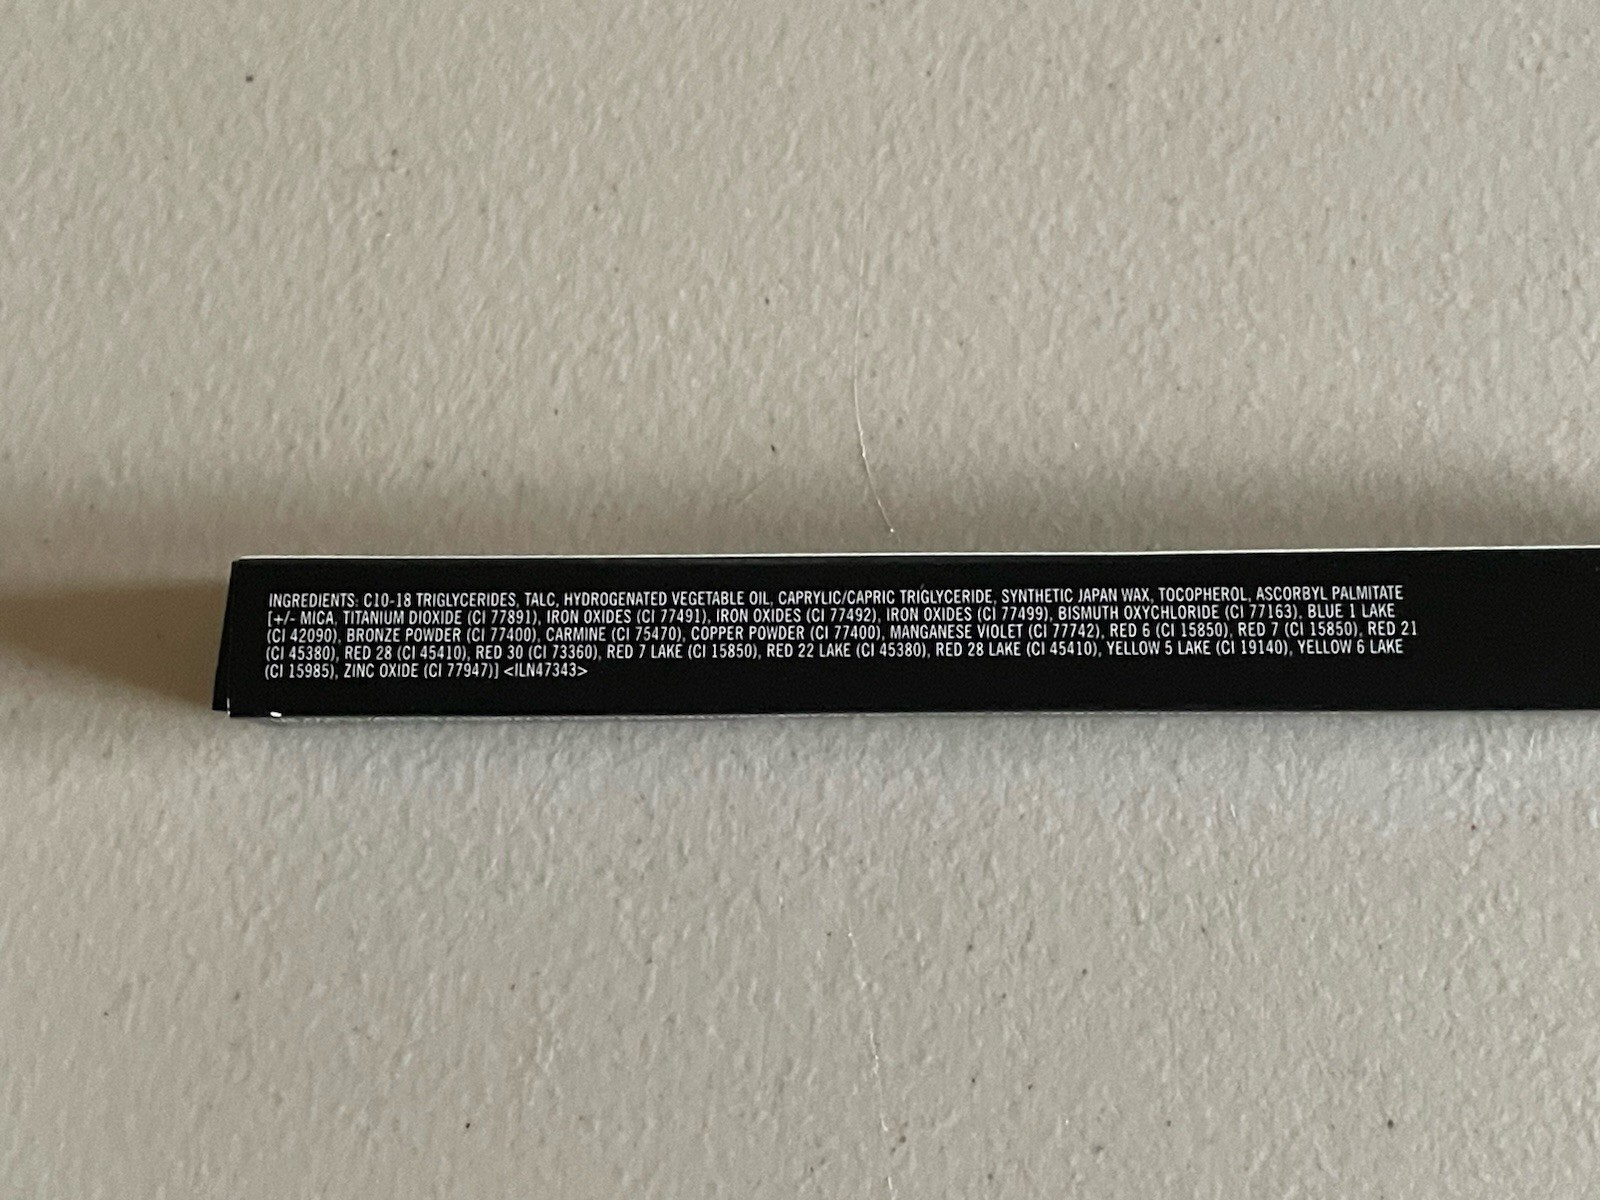 INGREDIENTS: C10-18 TRIGLYCERIDES, TALC, HYDROGENATED VEGETABLE OIL, CAPRYLIC/CAPRIC TRIGLYCERIDE, SYNTHETIC JAPAN WAX, TOCOPHEROL, ASCORBYL PALMITATE
[+/- MICA, TITANIUM DIOXIDE (CI 77891), IRON OXIDES (CI 77491), IRON OXIDES (CI 77492), IRON OXIDES (CI 77499), BISMUTH OXYCHLORIDE (CI 77163), BLUE 1 LAKE
(CI 42090), BRONZE POWDER (CI 77400), CARMINE (CI 75470), COPPER POWDER (CI 77400), MANGANESE VIOLET (CI 77742), RED 6 (CI 15850), RED 7 (CI 15850), RED 21
(CI 45380), RED 28 (CI 45410), RED 30 (CI 73360), RED 7 LAKE (CI 15850), RED 22 LAKE (CI 45380), RED 28 LAKE (CI 45410), YELLOW 5 LAKE (CI 19140), YELLOW 6 LAKE
(CI 15985), ZINC OXIDE (CI 77947)] <ILN47343>